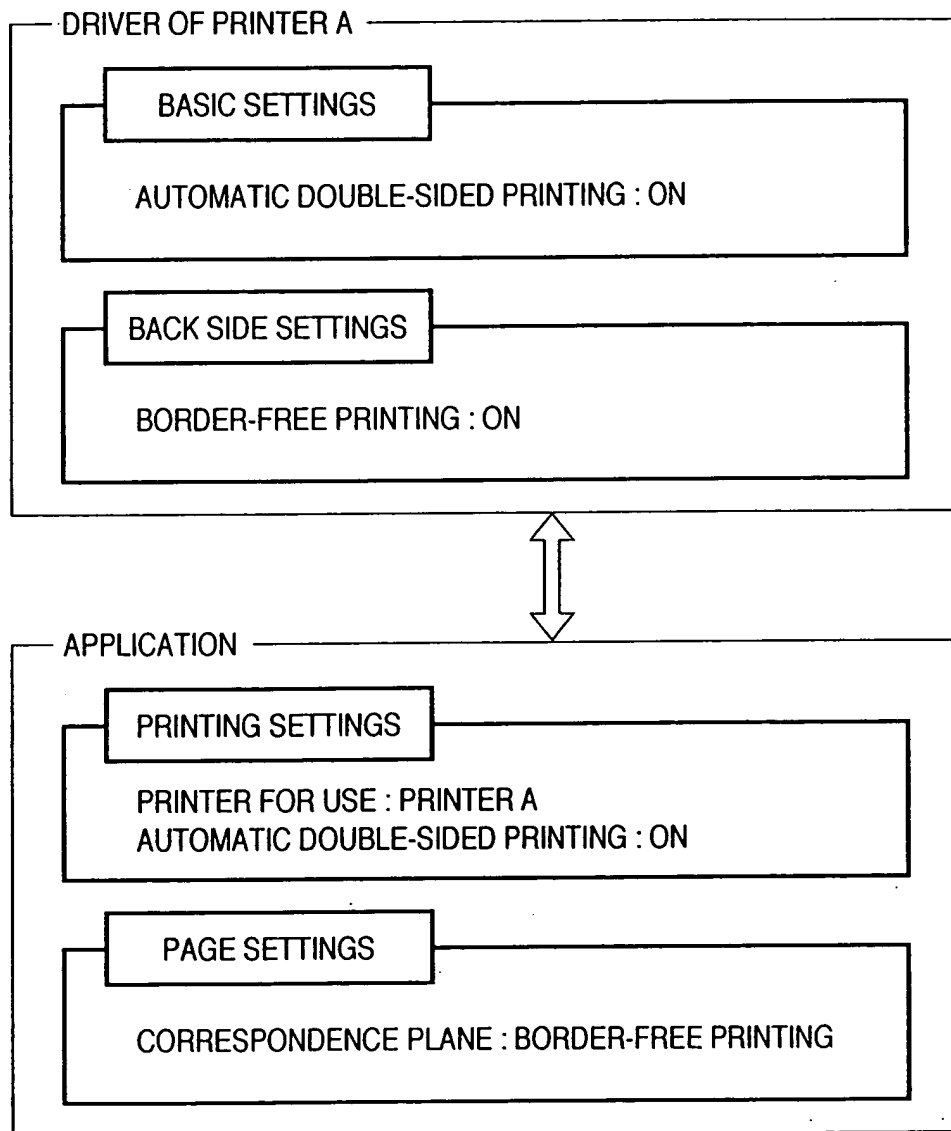 DRIVER OF PRINTER A
BASIC SETTINGS
AUTOMATIC DOUBLE-SIDED PRINTING : ON
BACK SIDE SETTINGS
BORDER-FREE PRINTING : ON
APPLICATION
PRINTING SETTINGS
PRINTER FOR USE : PRINTER A
AUTOMATIC DOUBLE-SIDED PRINTING : ON
PAGE SETTINGS
CORRESPONDENCE PLANE : BORDER-FREE PRINTING